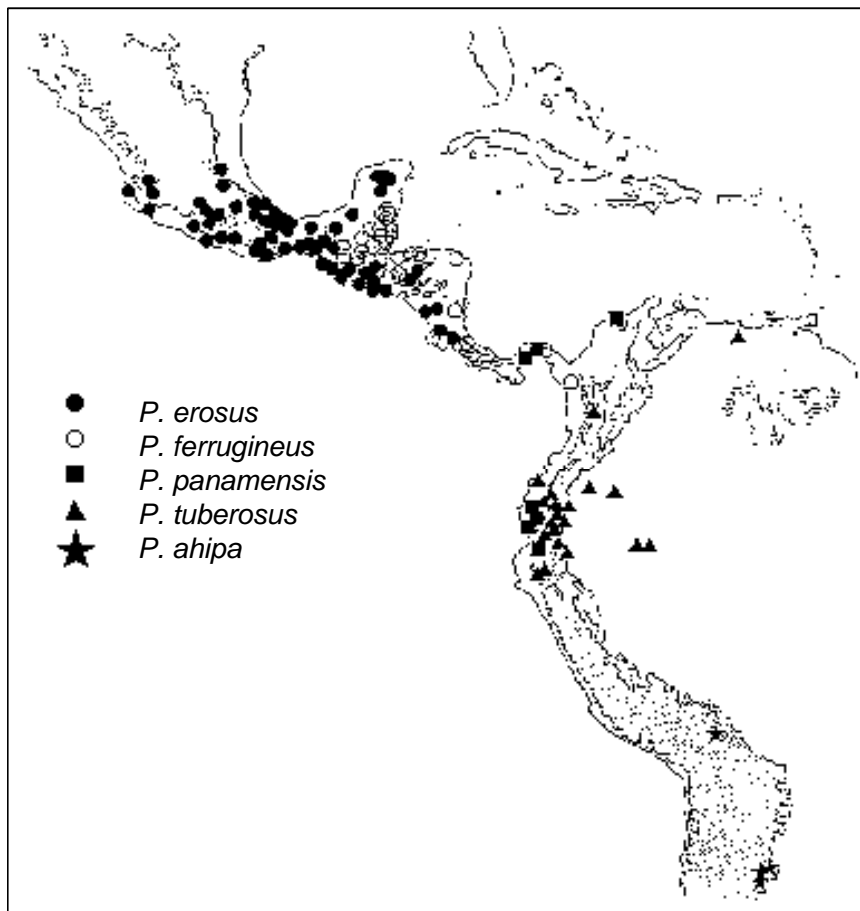 P. erosus
P. ferrugineus
P. panamensis
P. tuberosus
P. ahipa